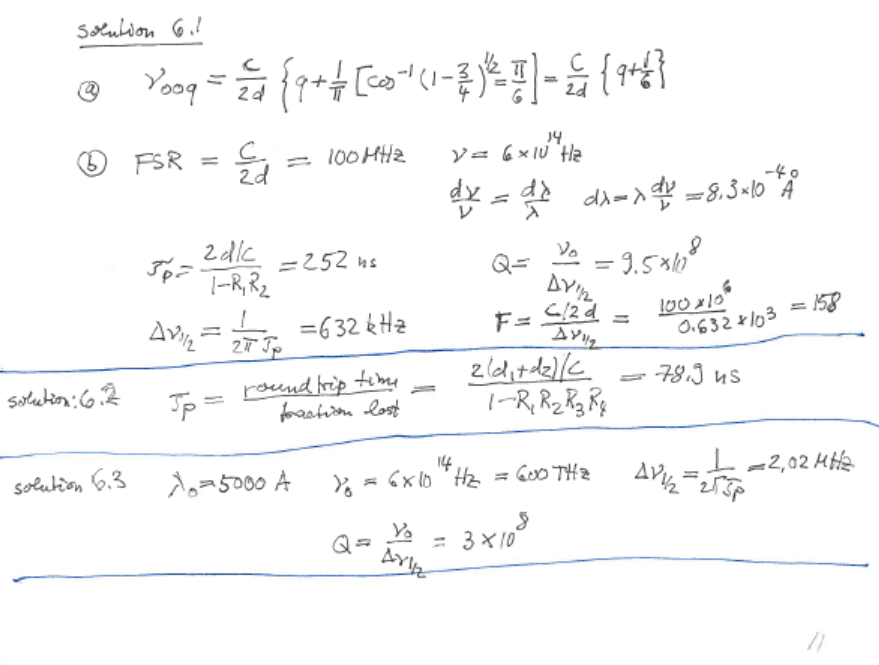 solution 6.1
ⓐ ν₀₀q = c/2d {q + 1/π [cos⁻¹(1-3/4)^1/2 = π/6] = c/2d {q+1/6}
ⓑ FSR = c/2d = 100 MHz ν = 6×10¹⁴ Hz
dν/ν = dλ/λ dλ = λ dν/ν = 8.3×10⁻⁴ Å
τp = (2d/c)/(1-R₁R₂) = 252 ns Q = ν₀/Δν1/2 = 9.5×10⁸
Δν1/2 = 1/(2π τp) = 632 kHz F = (c/2d)/Δν1/2 = (100×10⁶)/(0.632×10³) = 158
solution: 6.2 τp = round trip time/fraction lost = (2(d₁+d2)/c)/(1-R₁R₂R₃R₄) = 78.9 ns
solution 6.3 λ₀=5000 A ν₀ = 6×10¹⁴ Hz = 600 THz Δν1/2 = 1/(2πτp) = 2,02 MHz
Q = ν₀/Δν1/2 = 3×10⁸
11